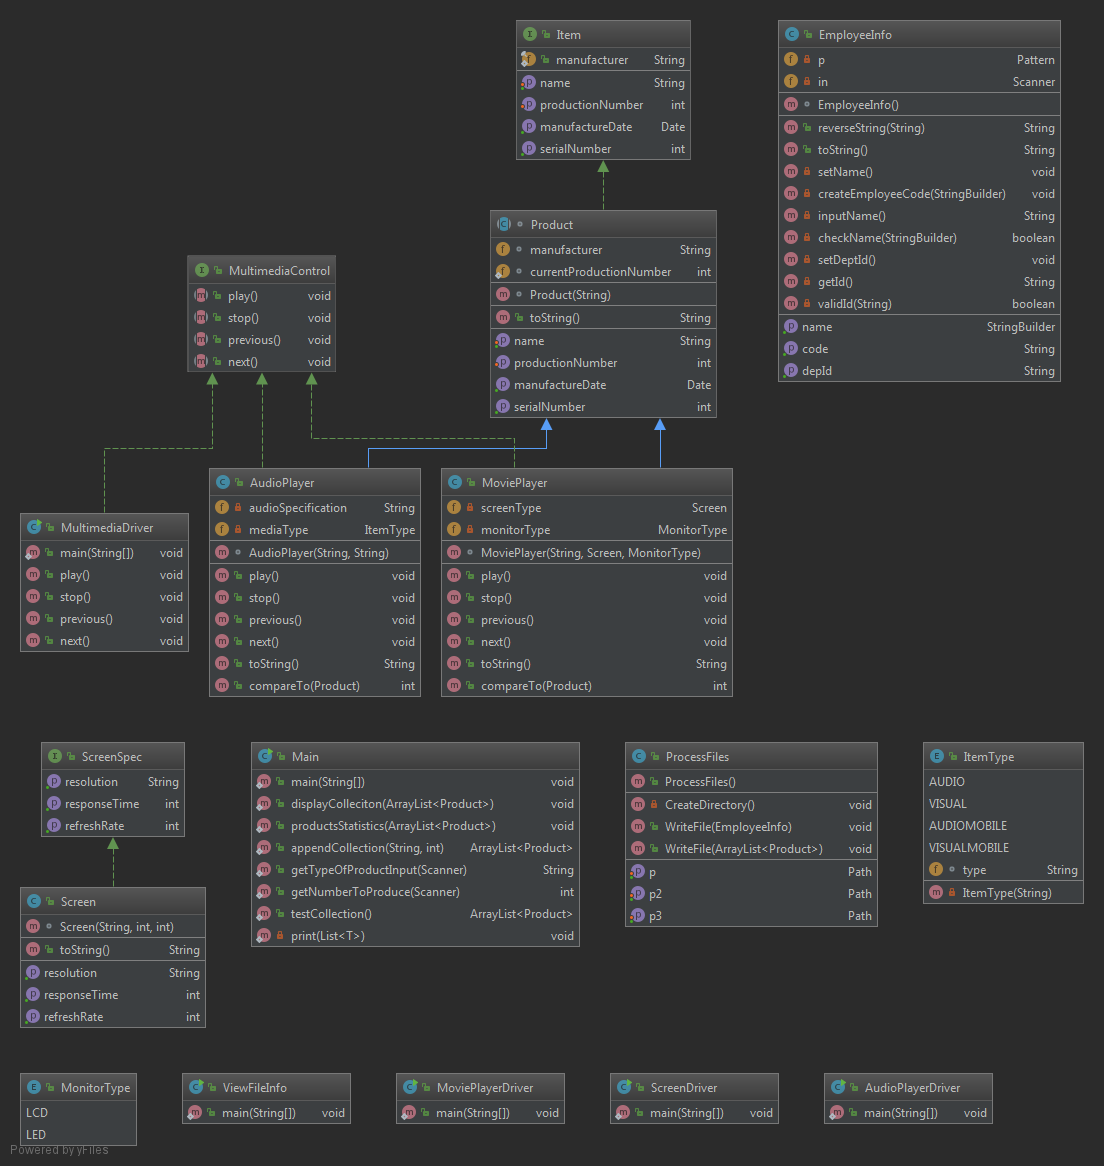 Item
manufacturer String
name String
productionNumber int
manufactureDate Date
serialNumber int
EmployeeInfo
p Pattern
in Scanner
EmployeeInfo()
reverseString(String) String
toString() String
setName() void
createEmployeeCode(StringBuilder) void
inputName() String
checkName(StringBuilder) boolean
setDeptId() void
getId() String
validId(String) boolean
name StringBuilder
code String
depId String
Product
manufacturer String
currentProductionNumber int
Product(String)
toString() String
name String
productionNumber int
manufactureDate Date
serialNumber int
MultimediaControl
play() void
stop() void
previous() void
next() void
MultimediaDriver
main(String[]) void
play() void
stop() void
previous() void
next() void
AudioPlayer
audioSpecification String
mediaType ItemType
AudioPlayer(String, String)
play() void
stop() void
previous() void
next() void
toString() String
compareTo(Product) int
MoviePlayer
screenType Screen
monitorType MonitorType
MoviePlayer(String, Screen, MonitorType)
play() void
stop() void
previous() void
next() void
toString() String
compareTo(Product) int
ScreenSpec
resolution String
responseTime int
refreshRate int
Screen
Screen(String, int, int)
toString() String
resolution String
responseTime int
refreshRate int
Main
main(String[]) void
displayColleciton(ArrayList<Product>) void
productsStatistics(ArrayList<Product>) void
appendCollection(String, int) ArrayList<Product>
getTypeOfProductInput(Scanner) String
getNumberToProduce(Scanner) int
testCollection() ArrayList<Product>
print(List<T>) void
ProcessFiles
ProcessFiles()
CreateDirectory() void
WriteFile(EmployeeInfo) void
WriteFile(ArrayList<Product>) void
p Path
p2 Path
p3 Path
ItemType
AUDIO
VISUAL
AUDIOMOBILE
VISUALMOBILE
type String
ItemType(String)
MonitorType
LCD
LED
ViewFileInfo
main(String[]) void
MoviePlayerDriver
main(String[]) void
ScreenDriver
main(String[]) void
AudioPlayerDriver
main(String[]) void
Powered by yFiles